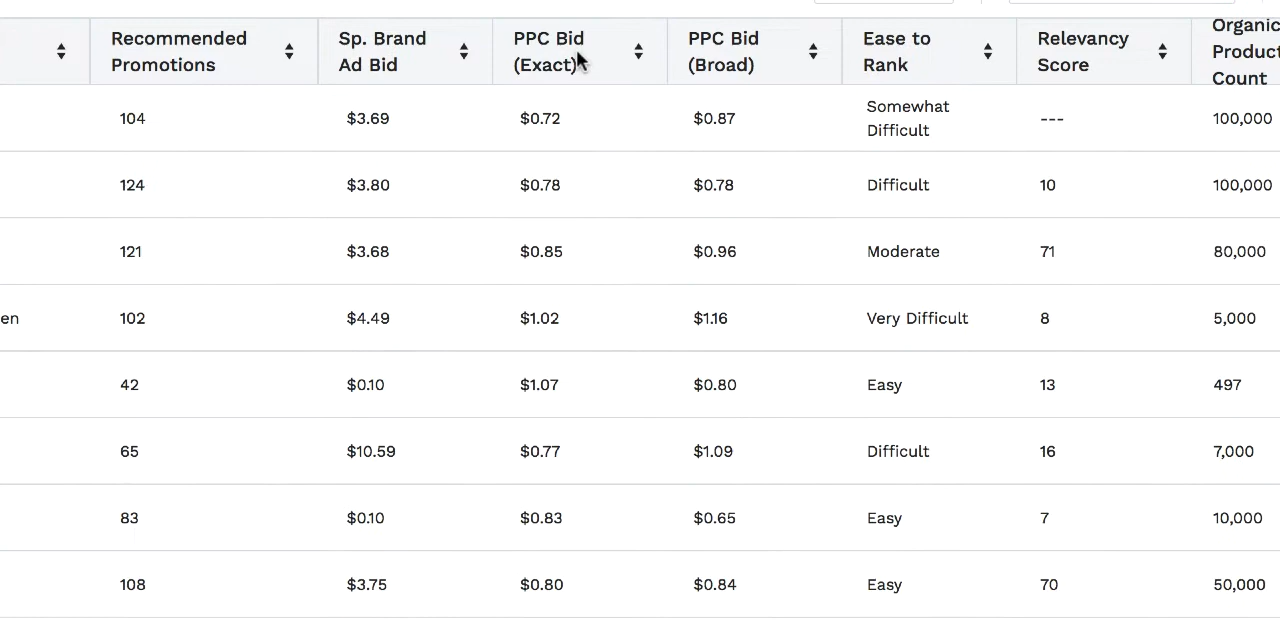 Recommended Promotions Sp. Brand Ad Bid PPC Bid (Exact) PPC Bid (Broad) Ease to Rank Relevancy Score Organic Product Count
104 $3.69 $0.72 $0.87 Somewhat Difficult --- 100,000
124 $3.80 $0.78 $0.78 Difficult 10 100,000
121 $3.68 $0.85 $0.96 Moderate 71 80,000
en 102 $4.49 $1.02 $1.16 Very Difficult 8 5,000
42 $0.10 $1.07 $0.80 Easy 13 497
65 $10.59 $0.77 $1.09 Difficult 16 7,000
83 $0.10 $0.83 $0.65 Easy 7 10,000
108 $3.75 $0.80 $0.84 Easy 70 50,000